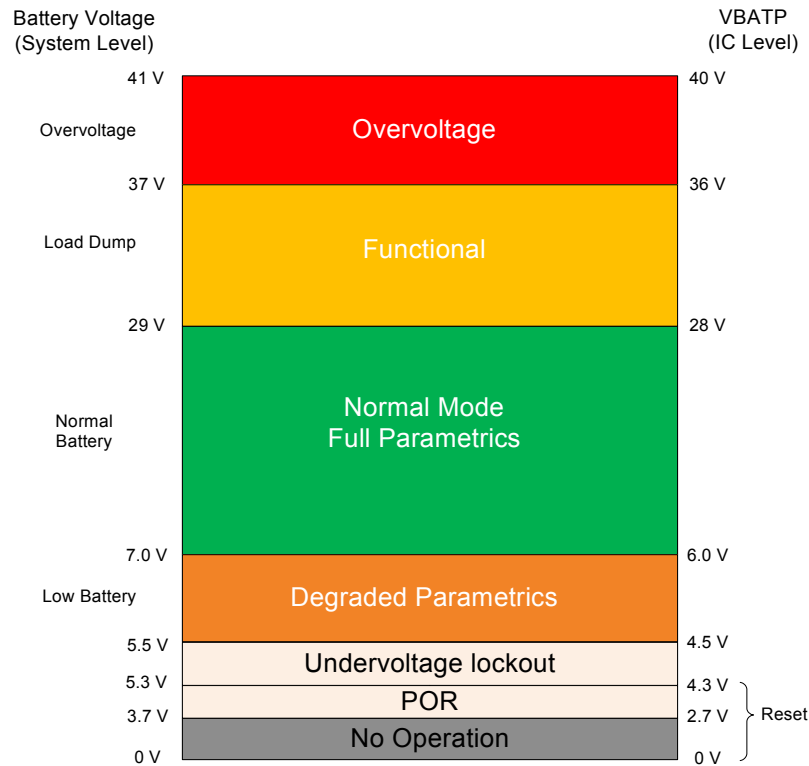 Battery Voltage
(System Level)
VBATP
(IC Level)
41 V
40 V
Overvoltage
Overvoltage
37 V
36 V
Load Dump
Functional
29 V
28 V
Normal
Battery
Normal Mode
Full Parametrics
7.0 V
6.0 V
Low Battery
Degraded Parametrics
5.5 V
4.5 V
Undervoltage lockout
5.3 V
4.3 V
POR
Reset
3.7 V
2.7 V
No Operation
0 V
0 V